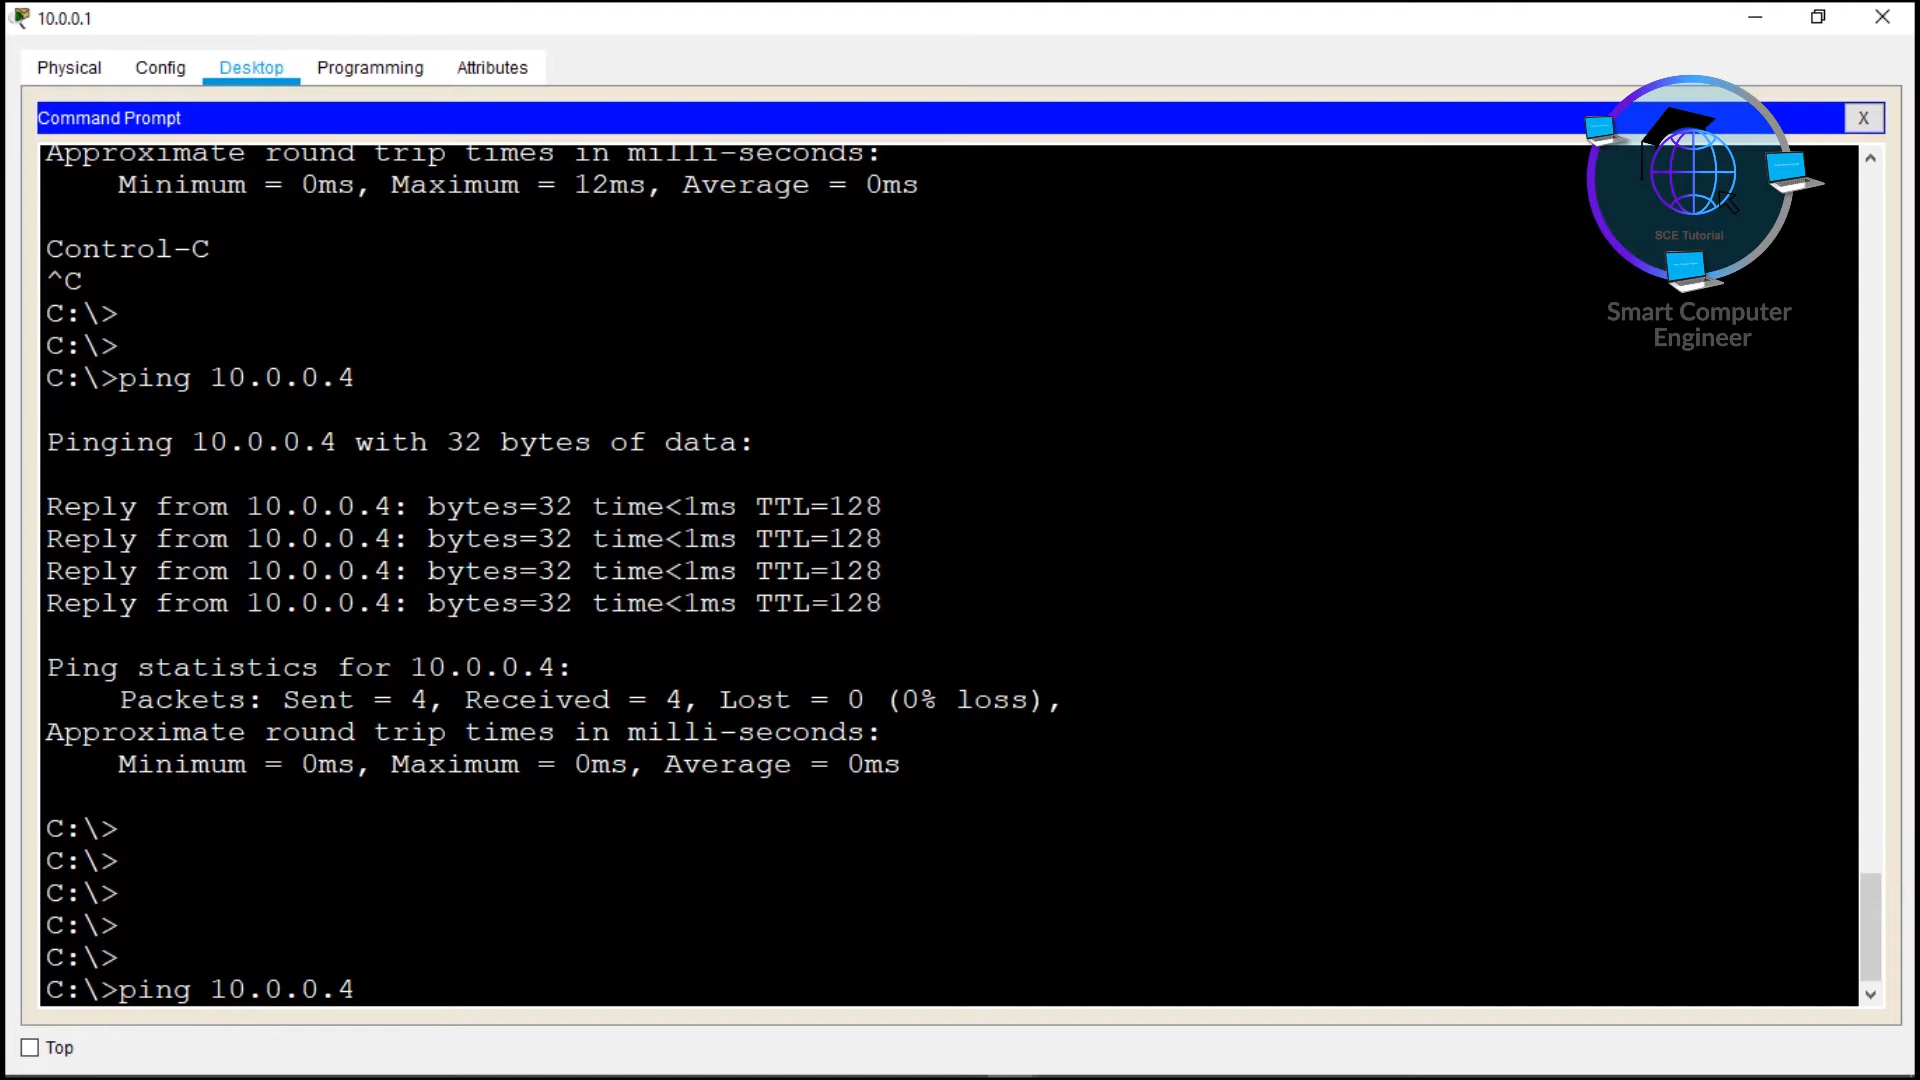 10.0.0.1
Physical Config Desktop Programming Attributes
Command Prompt
X
Approximate round trip times in milli-seconds:
    Minimum = 0ms, Maximum = 12ms, Average = 0ms
Control-C
^C
C:\>
C:\>
C:\>ping 10.0.0.4
Pinging 10.0.0.4 with 32 bytes of data:
Reply from 10.0.0.4: bytes=32 time<1ms TTL=128
Reply from 10.0.0.4: bytes=32 time<1ms TTL=128
Reply from 10.0.0.4: bytes=32 time<1ms TTL=128
Reply from 10.0.0.4: bytes=32 time<1ms TTL=128
Ping statistics for 10.0.0.4:
    Packets: Sent = 4, Received = 4, Lost = 0 (0% loss),
Approximate round trip times in milli-seconds:
    Minimum = 0ms, Maximum = 0ms, Average = 0ms
C:\>
C:\>
C:\>
C:\>
C:\>
C:\>ping 10.0.0.4
SCE Tutorial
Smart Computer
Engineer
Top